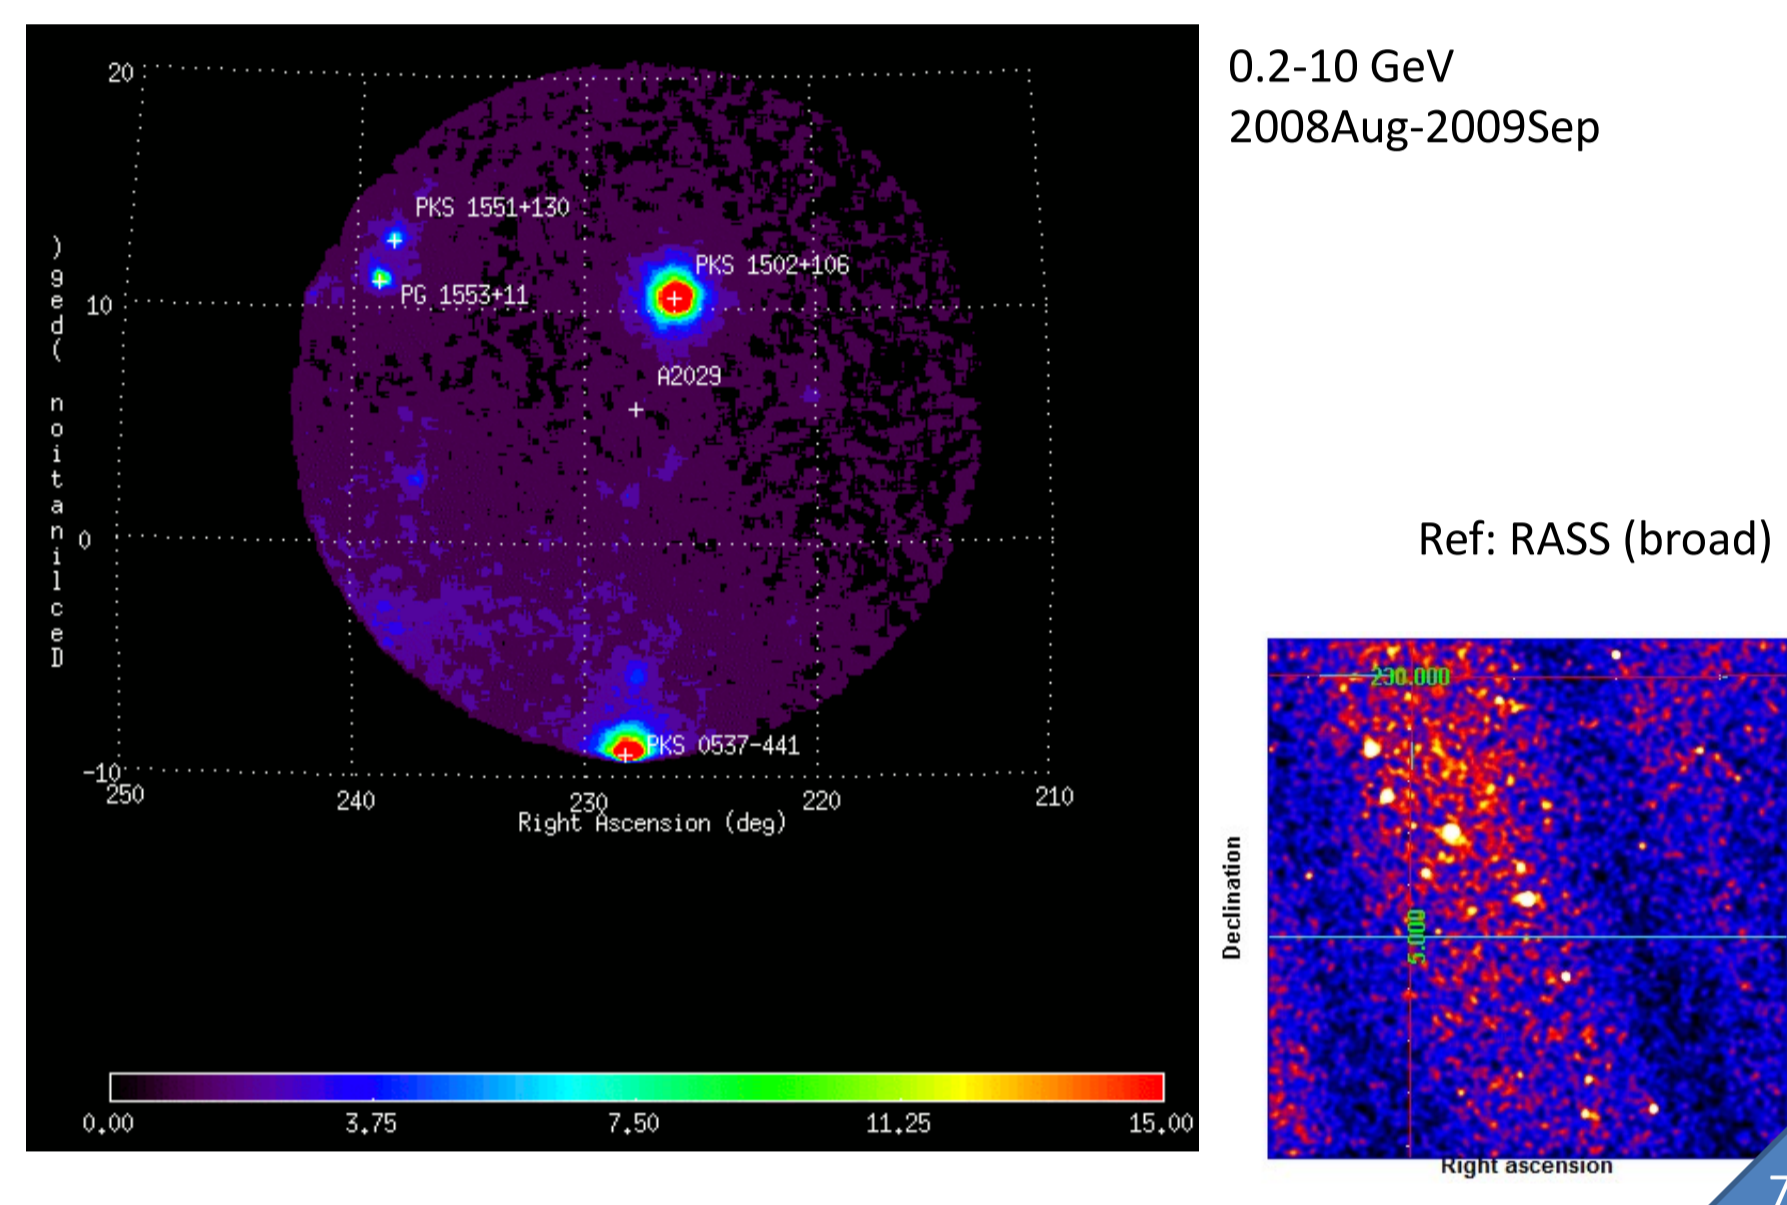 0.2-10 GeV
2008Aug-2009Sep
20
PKS 1551+130
PKS 1502+106
PG 1553+11
10
A2029
Declination (deg)
0
PKS 0537-441
-10
250
240
230
220
210
Right Ascension (deg)
0.00
3.75
7.50
11.25
15.00
Ref: RASS (broad)
230.000
5.000
Declination
Right ascension
7